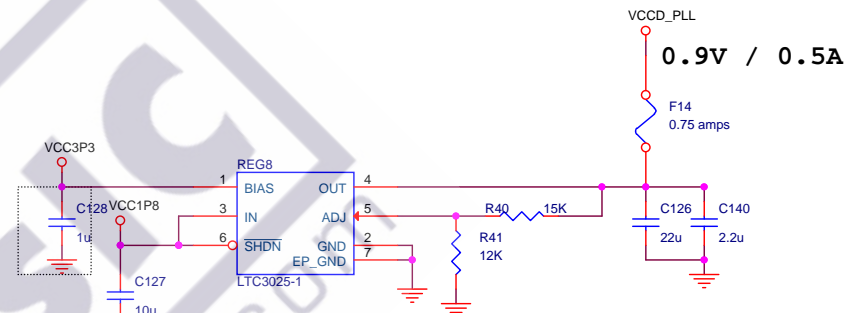 VCCD_PLL
0.9V / 0.5A
F14
0.75 amps
VCC3P3
REG8
1 BIAS OUT 4
C128 VCC1P8
3 IN ADJ 5 R40 15K
C126 C140
1u
6 SHDN GND 2
R41
22u 2.2u
EP_GND 7
12K
C127
LTC3025-1
10u
sic
com